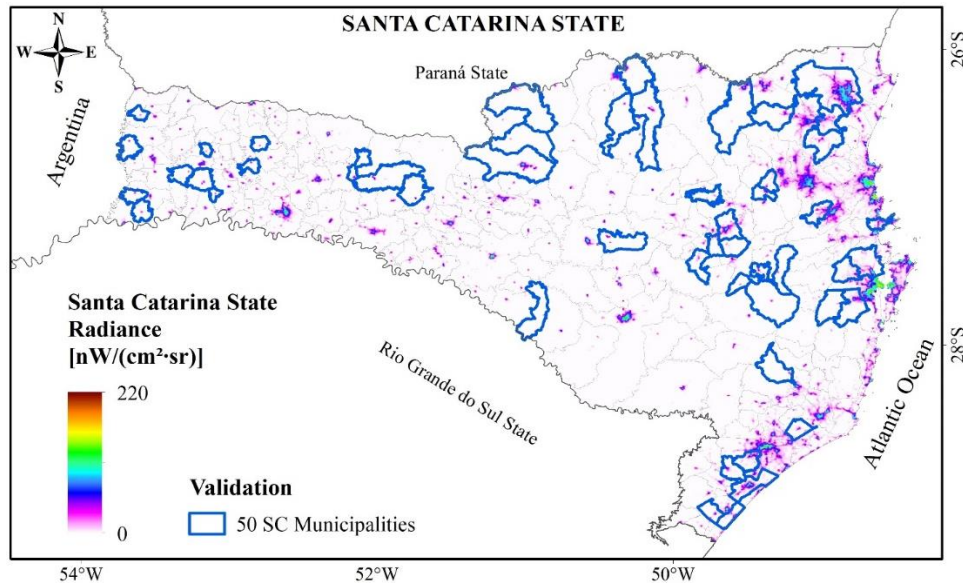 SANTA CATARINA STATE
N
W E
S
Paraná State
Argentina
26°S
Santa Catarina State
Radiance
[nW/(cm²·sr)]
220
0
Rio Grande do Sul State
28°S
Atlantic Ocean
Validation
50 SC Municipalities
54°W
52°W
50°W